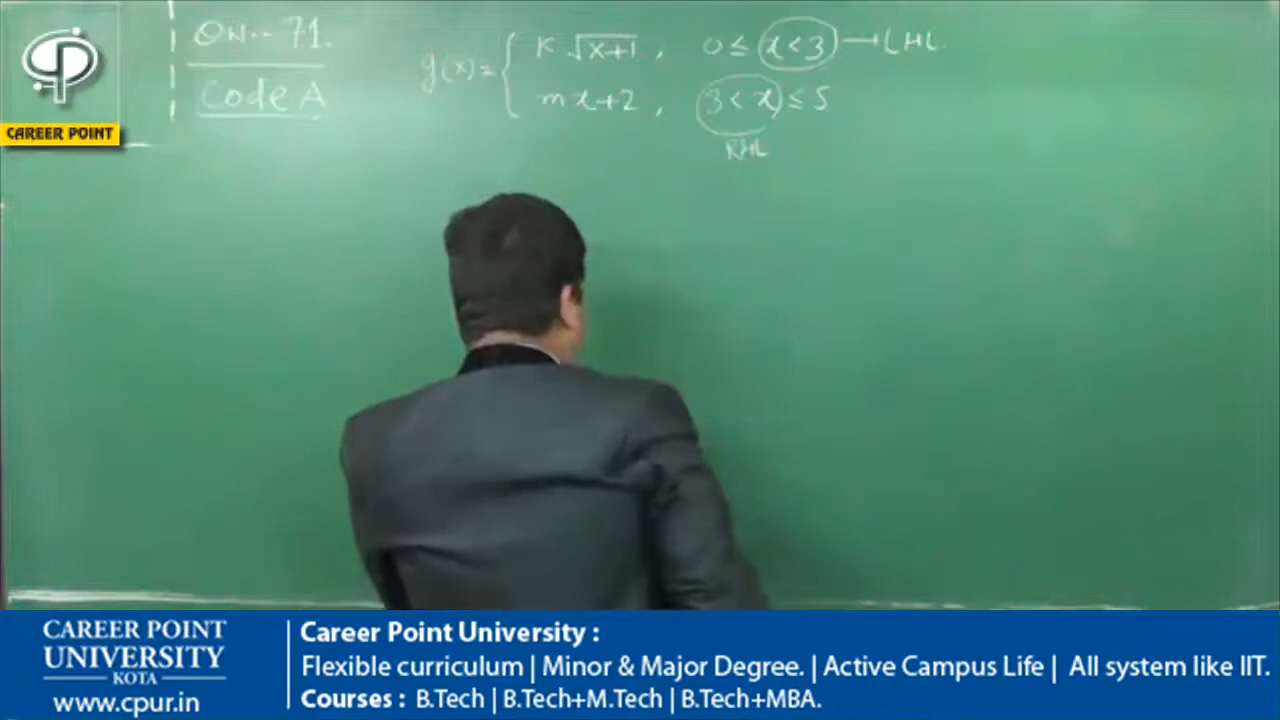 CAREER POINT
QN.. 71.
Code A
g(x) = { K √x+1 , 0 ≤ x < 3 → LHL
mx+2 , 3 < x ≤ 5
RHL
CAREER POINT
UNIVERSITY
KOTA
www.cpur.in
Career Point University :
Flexible curriculum | Minor & Major Degree. | Active Campus Life | All system like IIT.
Courses : B.Tech | B.Tech+M.Tech | B.Tech+MBA.